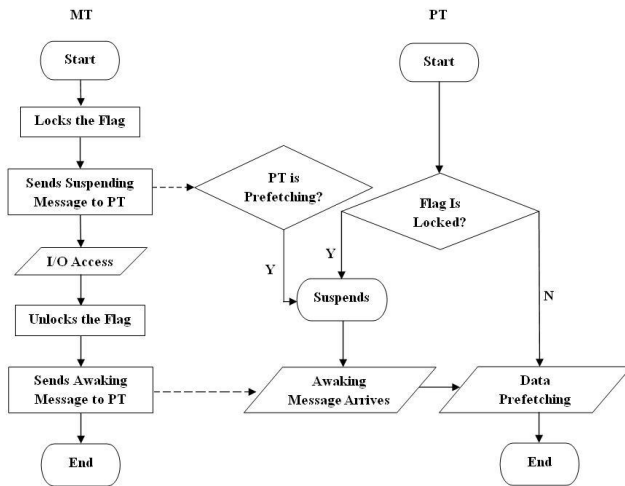 MT
PT
Start
Start
Locks the Flag
Sends Suspending
Message to PT
PT is
Prefetching?
Flag Is
Locked?
I/O Access
Y
Y
N
Suspends
Unlocks the Flag
Sends Awaking
Message to PT
Awaking
Message Arrives
Data
Prefetching
End
End